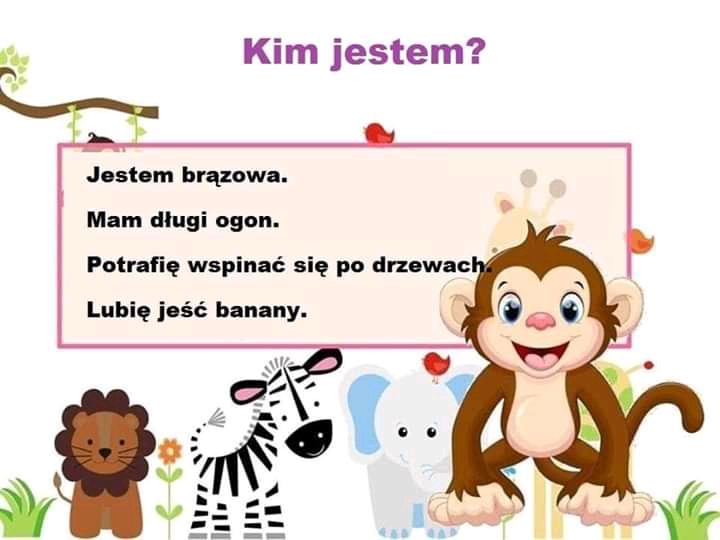 Kim jestem?
Jestem brązowa.
Mam długi ogon.
Potrafię wspinać się po drzewach.
Lubię jeść banany.